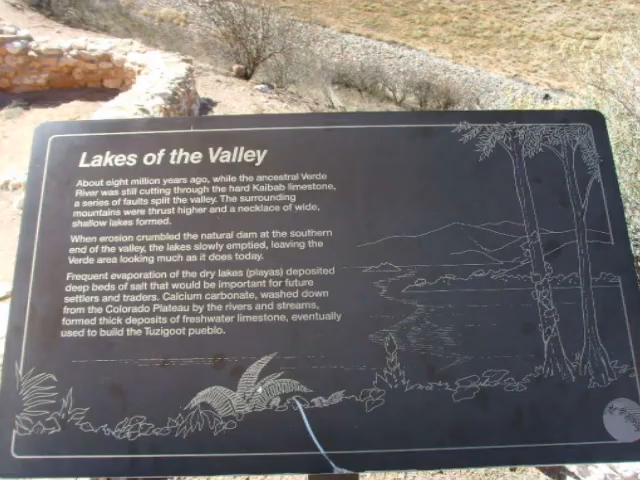 Lakes of the Valley
About eight million years ago, while the ancestral Verde
River was still cutting through the hard Kaibab limestone,
a series of faults split the valley. The surrounding
mountains were thrust higher and a necklace of wide,
shallow lakes formed.
When erosion crumbled the natural dam at the southern
end of the valley, the lakes slowly emptied, leaving the
Verde area looking much as it does today.
Frequent evaporation of the dry lakes (playas) deposited
deep beds of salt that would be important for future
settlers and traders. Calcium carbonate, washed down
from the Colorado Plateau by the rivers and streams,
formed thick deposits of freshwater limestone, eventually
used to build the Tuzigoot pueblo.